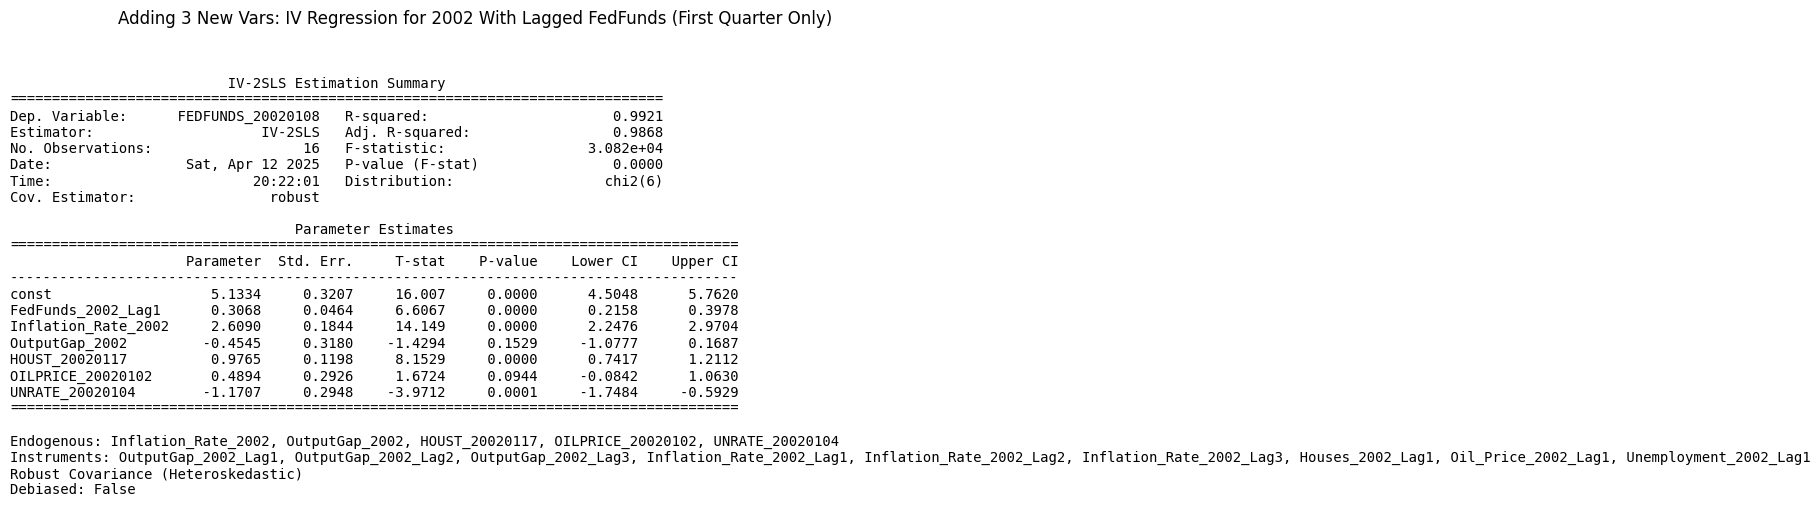 Adding 3 New Vars: IV Regression for 2002 With Lagged FedFunds (First Quarter Only)
IV-2SLS Estimation Summary
==============================================================================
Dep. Variable:      FEDFUNDS_20020108   R-squared:                      0.9921
Estimator:                    IV-2SLS   Adj. R-squared:                 0.9868
No. Observations:                  16   F-statistic:                 3.082e+04
Date:                Sat, Apr 12 2025   P-value (F-stat)                0.0000
Time:                        20:22:01   Distribution:                  chi2(6)
Cov. Estimator:                robust
Parameter Estimates
=======================================================================================
                     Parameter  Std. Err.     T-stat    P-value    Lower CI    Upper CI
---------------------------------------------------------------------------------------
const                   5.1334     0.3207     16.007     0.0000      4.5048      5.7620
FedFunds_2002_Lag1      0.3068     0.0464     6.6067     0.0000      0.2158      0.3978
Inflation_Rate_2002     2.6090     0.1844     14.149     0.0000      2.2476      2.9704
OutputGap_2002         -0.4545     0.3180    -1.4294     0.1529     -1.0777      0.1687
HOUST_20020117          0.9765     0.1198     8.1529     0.0000      0.7417      1.2112
OILPRICE_20020102       0.4894     0.2926     1.6724     0.0944     -0.0842      1.0630
UNRATE_20020104        -1.1707     0.2948    -3.9712     0.0001     -1.7484     -0.5929
=======================================================================================
Endogenous: Inflation_Rate_2002, OutputGap_2002, HOUST_20020117, OILPRICE_20020102, UNRATE_20020104
Instruments: OutputGap_2002_Lag1, OutputGap_2002_Lag2, OutputGap_2002_Lag3, Inflation_Rate_2002_Lag1, Inflation_Rate_2002_Lag2, Inflation_Rate_2002_Lag3, Houses_2002_Lag1, Oil_Price_2002_Lag1, Unemployment_2002_Lag1
Robust Covariance (Heteroskedastic)
Debiased: False